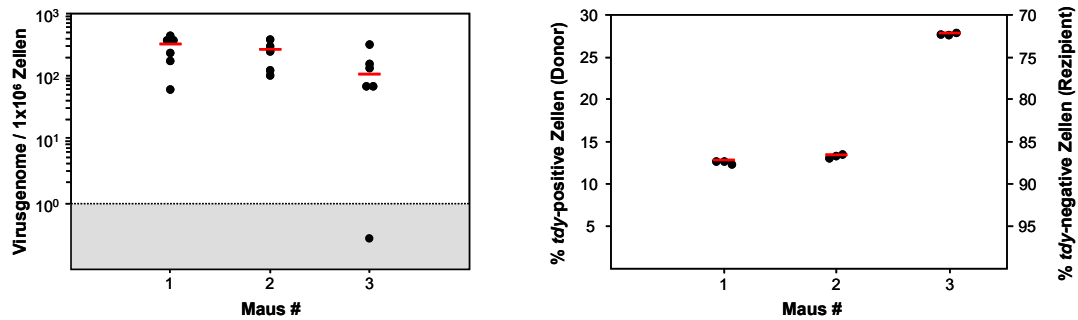 Virusgenome / 1x10⁶ Zellen
10³
10²
10¹
10⁰
1 2 3
Maus #
% tdy-positive Zellen (Donor)
30
25
20
15
10
5
1 2 3
Maus #
70
75
80
85
90
95
% tdy-negative Zellen (Rezipient)